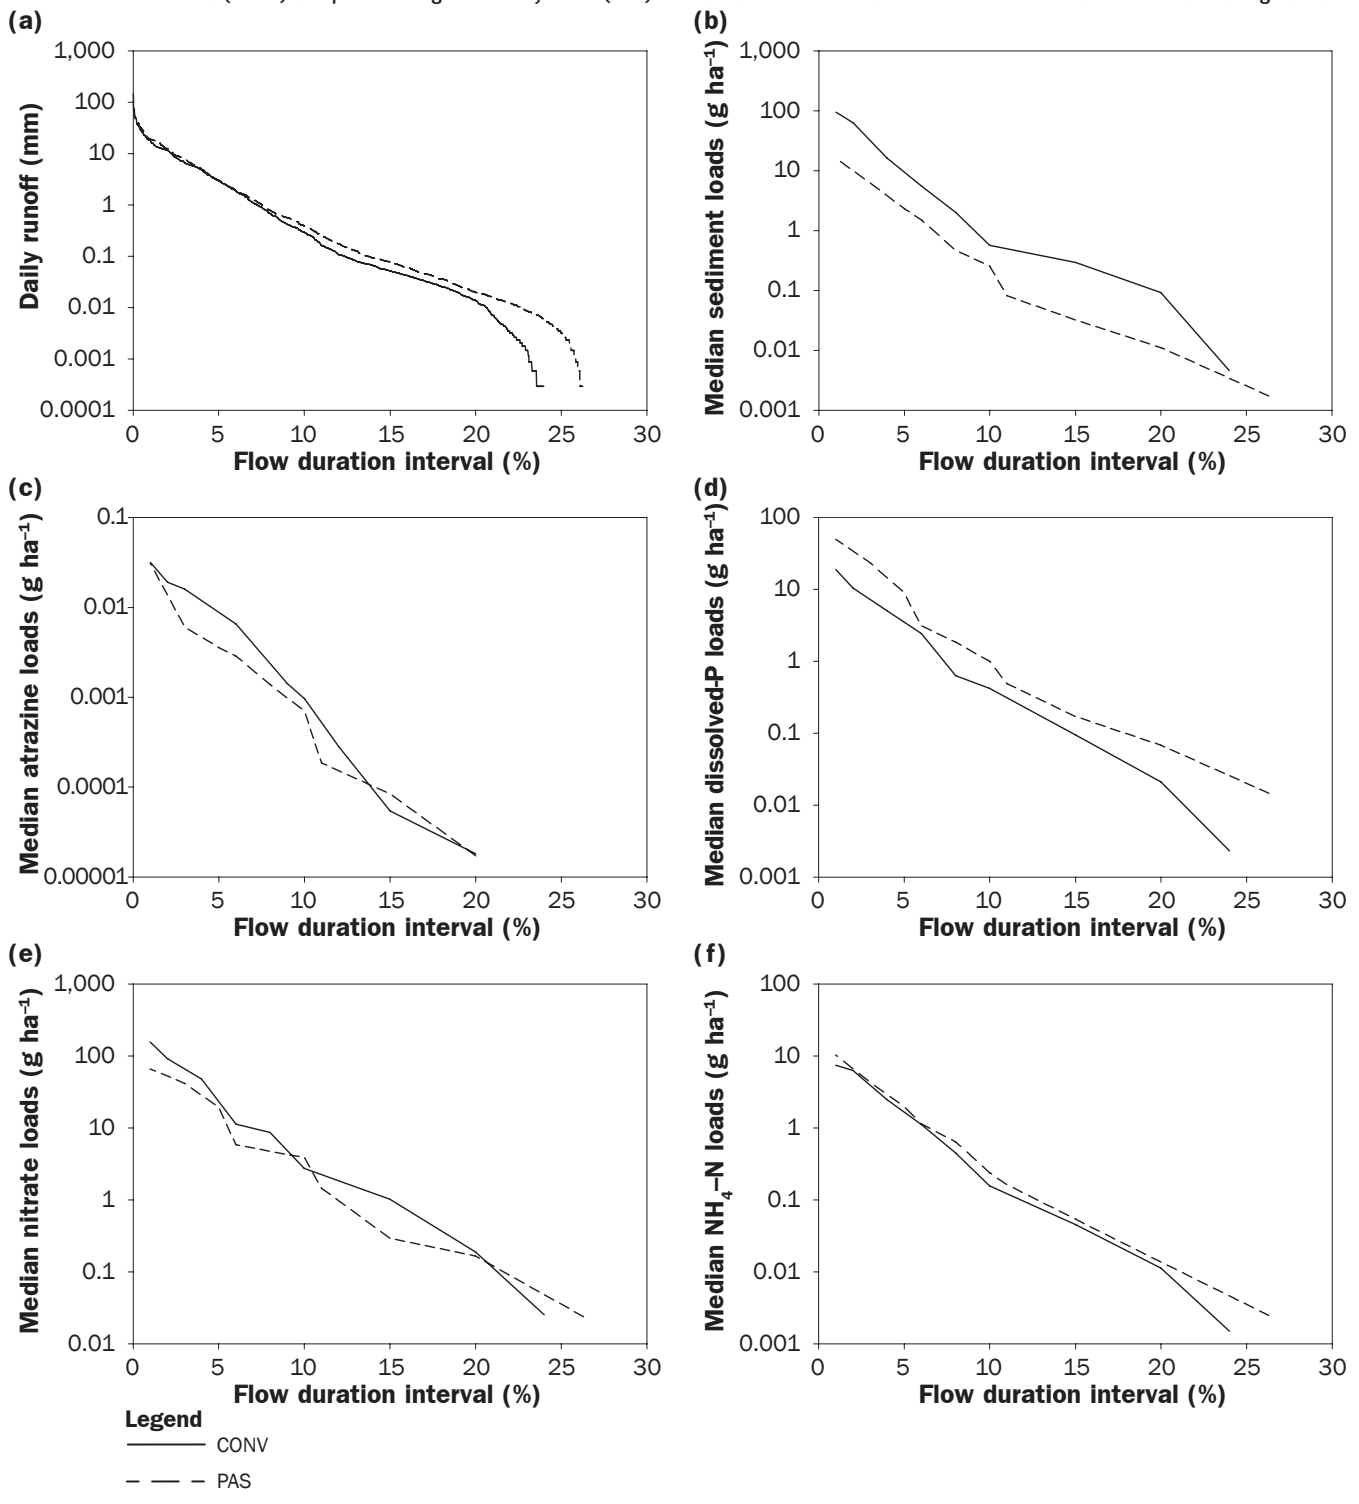 (a)
1,000
100
10
1
0.1
0.01
0.001
0.0001
Daily runoff (mm)
0 5 10 15 20 25 30
Flow duration interval (%)
(b)
1,000
100
10
1
0.1
0.01
0.001
Median sediment loads (g ha⁻¹)
0 5 10 15 20 25 30
Flow duration interval (%)
(c)
0.1
0.01
0.001
0.0001
0.00001
Median atrazine loads (g ha⁻¹)
0 5 10 15 20 25 30
Flow duration interval (%)
(d)
100
10
1
0.1
0.01
0.001
Median dissolved-P loads (g ha⁻¹)
0 5 10 15 20 25 30
Flow duration interval (%)
(e)
1,000
100
10
1
0.1
0.01
Median nitrate loads (g ha⁻¹)
0 5 10 15 20 25 30
Flow duration interval (%)
(f)
100
10
1
0.1
0.01
0.001
Median NH₄–N loads (g ha⁻¹)
0 5 10 15 20 25 30
Flow duration interval (%)
Legend
CONV
PAS